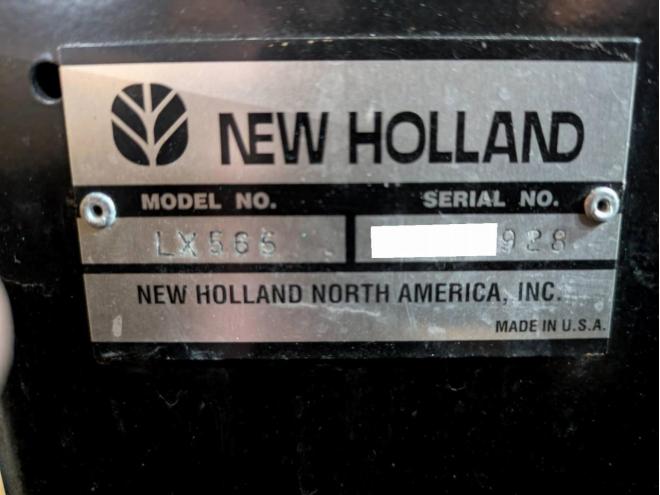 NEW HOLLAND
MODEL NO. SERIAL NO.
LX565 928
NEW HOLLAND NORTH AMERICA, INC.
MADE IN U.S.A.